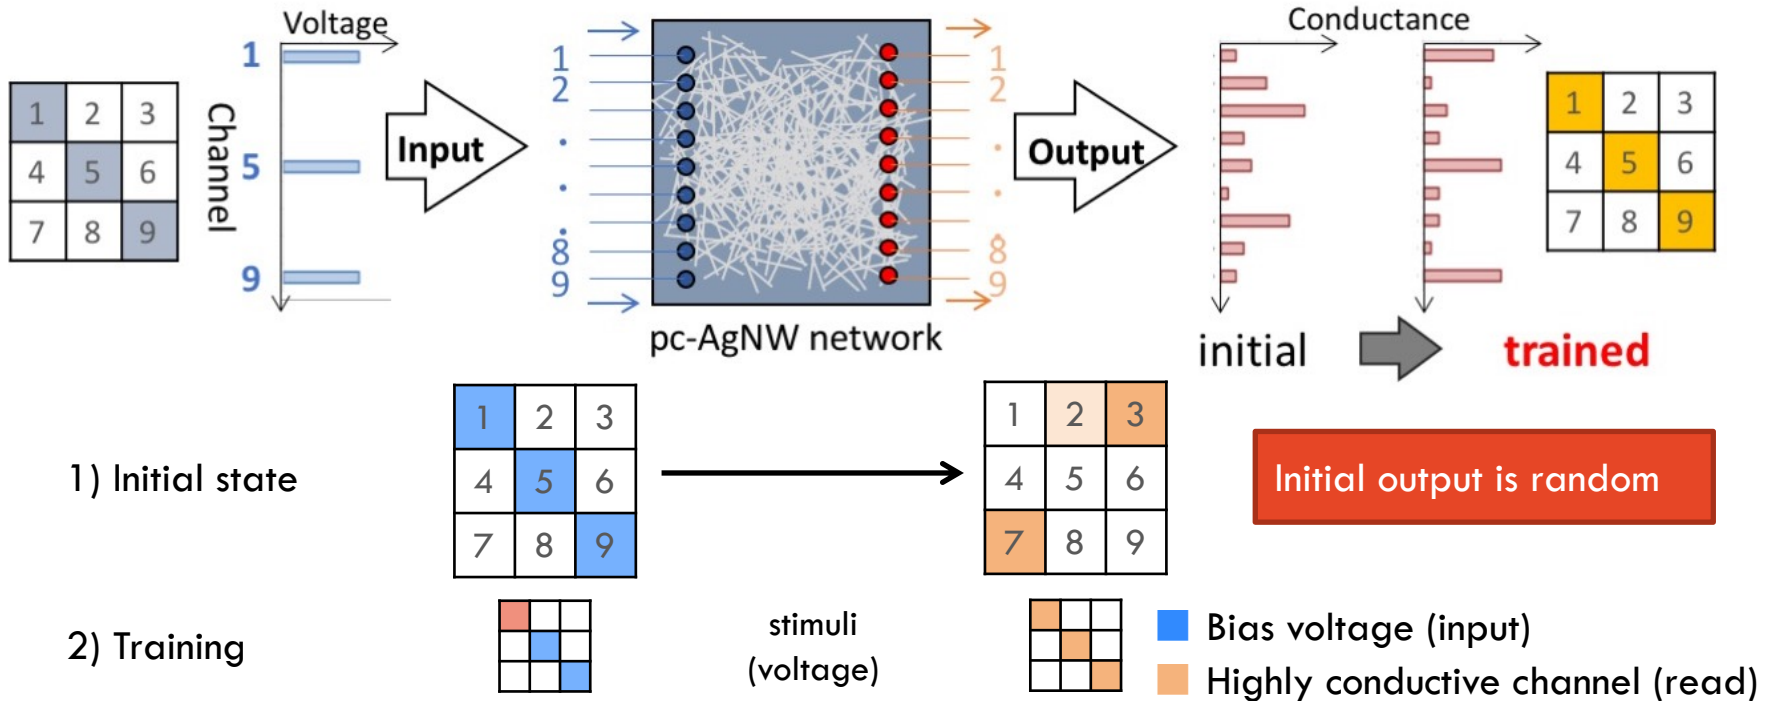 Voltage
Channel
1
5
9
1 2 3
4 5 6
7 8 9
Input
1
2
8
9
pc-AgNW network
1
2
8
9
Output
Conductance
initial
trained
1 2 3
4 5 6
7 8 9
1) Initial state
1 2 3
4 5 6
7 8 9
1 2 3
4 5 6
7 8 9
Initial output is random
2) Training
stimuli
(voltage)
Bias voltage (input)
Highly conductive channel (read)